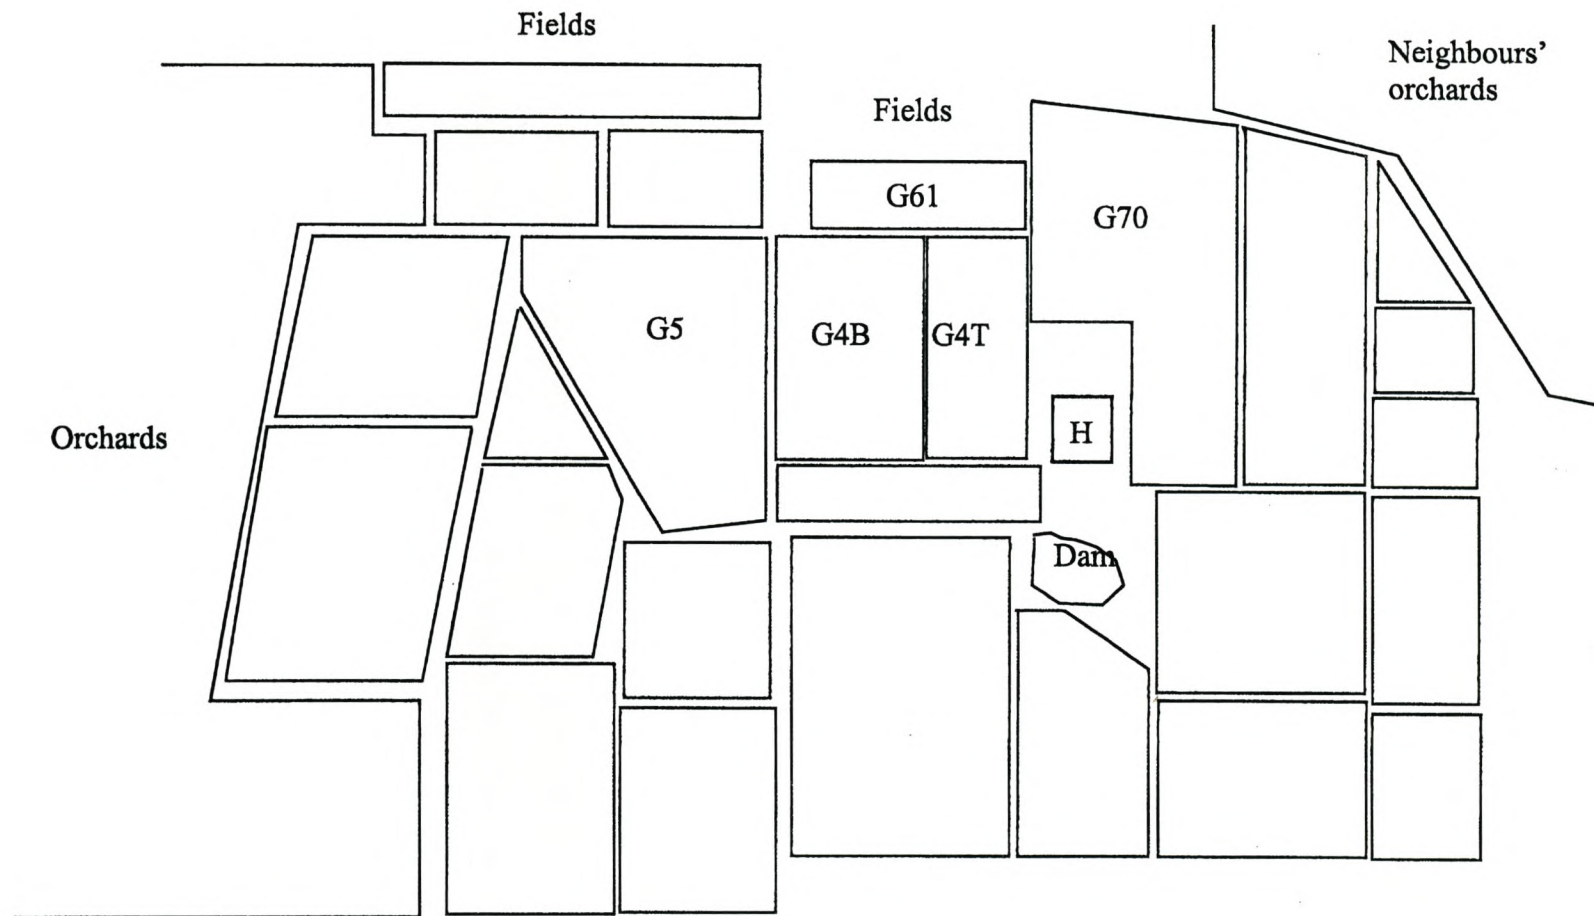 Fields
Neighbours'
orchards
Fields
G61
G70
G5
G4B
G4T
H
Orchards
Dam